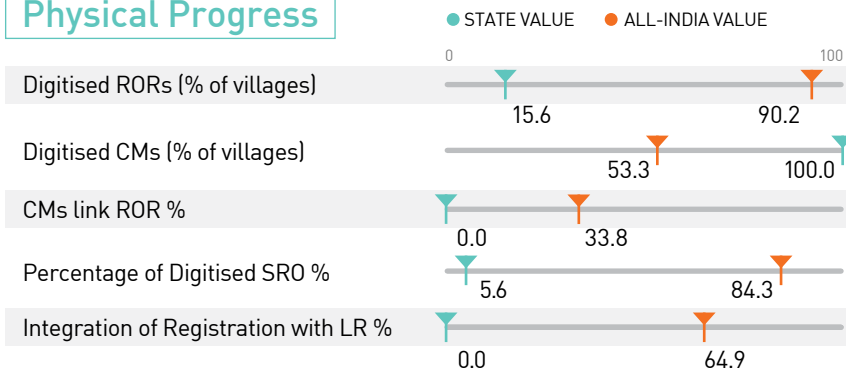 Physical Progress
STATE VALUE ALL-INDIA VALUE
0 100
Digitised RORs (% of villages)
15.6 90.2
Digitised CMs (% of villages)
53.3 100.0
CMs link ROR %
0.0 33.8
Percentage of Digitised SRO %
5.6 84.3
Integration of Registration with LR %
0.0 64.9